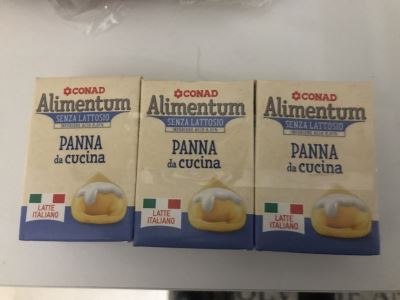 CONAD
Alimentum
SENZA LATTOSIO
PANNA
da cucina
LATTE
ITALIANO
CONAD
Alimentum
SENZA LATTOSIO
PANNA
da cucina
LATTE
ITALIANO
CONAD
Alimentum
SENZA LATTOSIO
PANNA
da cucina
LATTE
ITALIANO